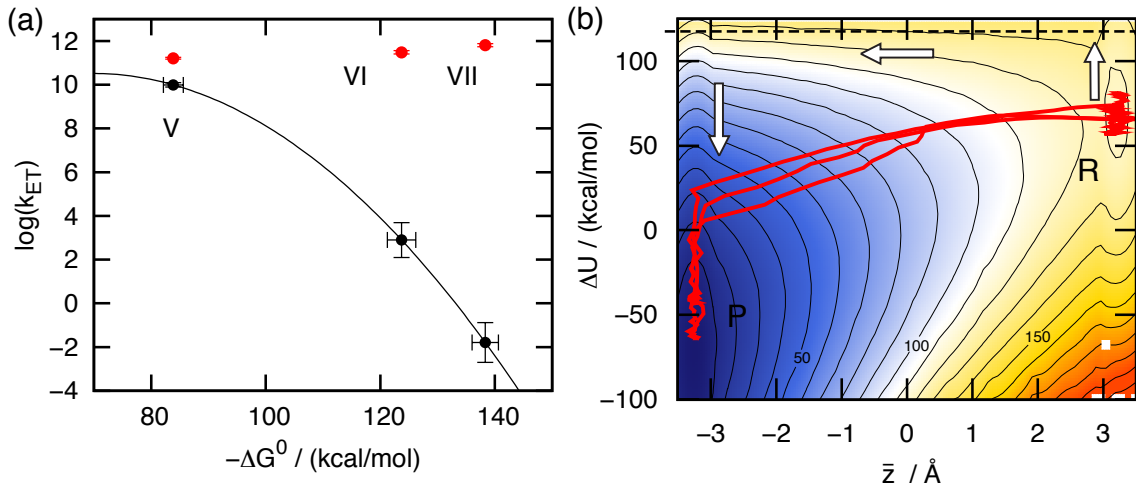 (a)
12
10
8
6
4
2
0
−2
−4
log(k_ET)
V
VI
VII
80
100
120
140
−ΔG⁰ / (kcal/mol)
(b)
100
50
0
−50
−100
ΔU / (kcal/mol)
R
P
50
100
150
−3
−2
−1
0
1
2
3
z̄ / Å